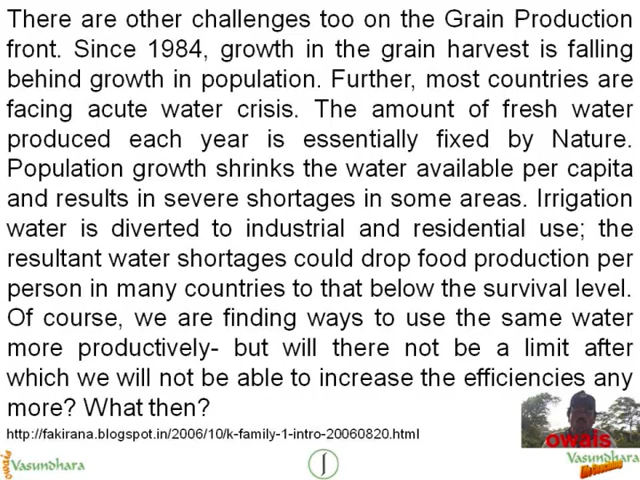 There are other challenges too on the Grain Production
front. Since 1984, growth in the grain harvest is falling
behind growth in population. Further, most countries are
facing acute water crisis. The amount of fresh water
produced each year is essentially fixed by Nature.
Population growth shrinks the water available per capita
and results in severe shortages in some areas. Irrigation
water is diverted to industrial and residential use; the
resultant water shortages could drop food production per
person in many countries to that below the survival level.
Of course, we are finding ways to use the same water
more productively- but will there not be a limit after
which we will not be able to increase the efficiencies any
more? What then?
http://fakirana.blogspot.in/2006/10/k-family-1-intro-20060820.html
owais
owais Vasundhara
Vasundhara